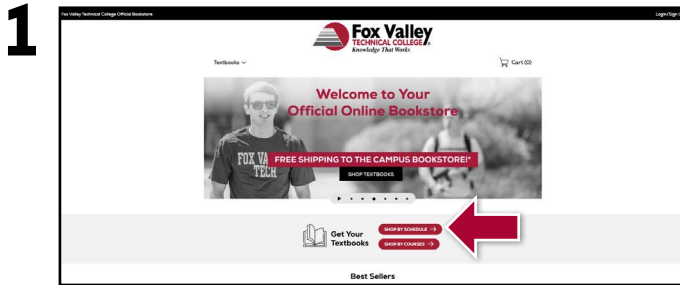 1
Fox Valley Technical College Official Bookstore
Fox Valley
TECHNICAL COLLEGE
Knowledge That Works
Textbooks
Cart (0)
Welcome to Your
Official Online Bookstore
FOX VA
TECH
FREE SHIPPING TO THE CAMPUS BOOKSTORE!*
SHOP TEXTBOOKS
Get Your
Textbooks
SHOP BY SCHEDULE →
SHOP BY COURSES →
Best Sellers